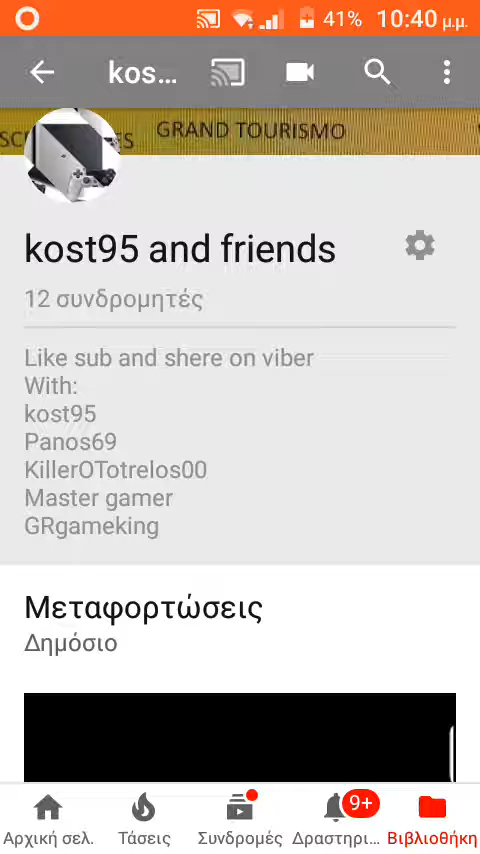 41% 10:40 μ.μ.
kos...
GRAND TOURISMO
kost95 and friends
12 συνδρομητές
Like sub and shere on viber
With:
kost95
Panos69
KillerOTotrelos00
Master gamer
GRgameking
Μεταφορτώσεις
Δημόσιο
9+
Αρχική σελ. Τάσεις Συνδρομές Δραστηρι... Βιβλιοθήκη